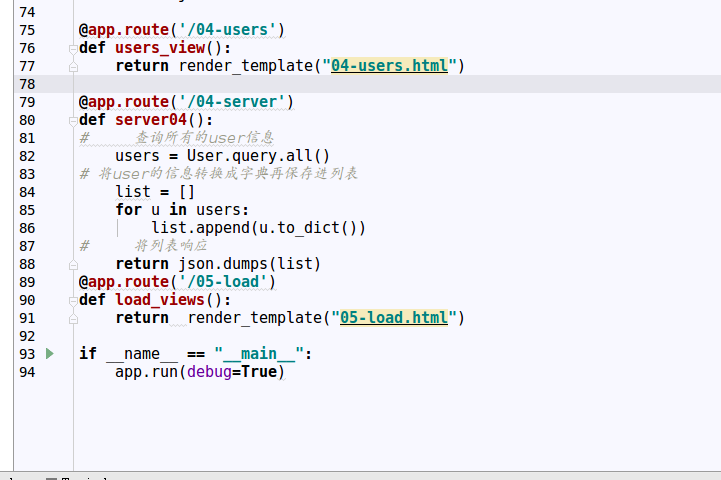 74
75 @app.route('/04-users')
76 def users_view():
77     return render_template("04-users.html")
78
79 @app.route('/04-server')
80 def server04():
81 #     查询所有的user信息
82     users = User.query.all()
83 # 将user的信息转换成字典再保存进列表
84     list = []
85     for u in users:
86         list.append(u.to_dict())
87 #     将列表响应
88     return json.dumps(list)
89 @app.route('/05-load')
90 def load_views():
91     return  render_template("05-load.html")
92
93 if __name__ == "__main__":
94     app.run(debug=True)